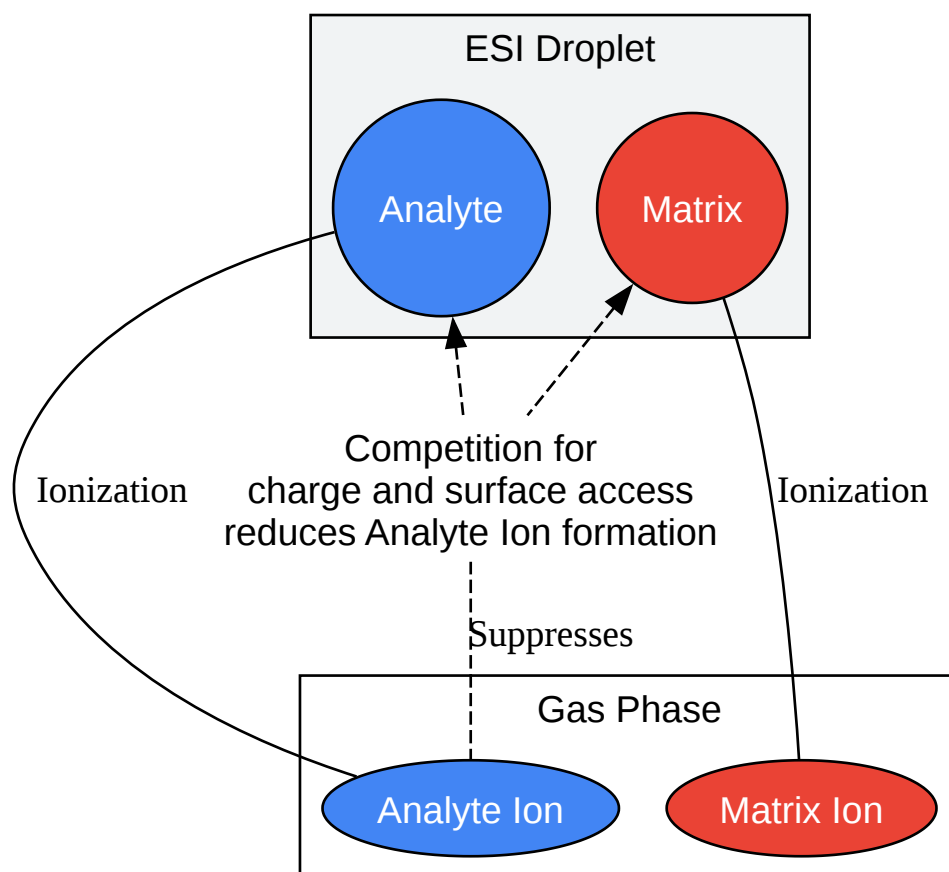 ESI Droplet
Analyte
Matrix
Competition for
charge and surface access
reduces Analyte Ion formation
Ionization
Ionization
Suppresses
Gas Phase
Analyte Ion
Matrix Ion